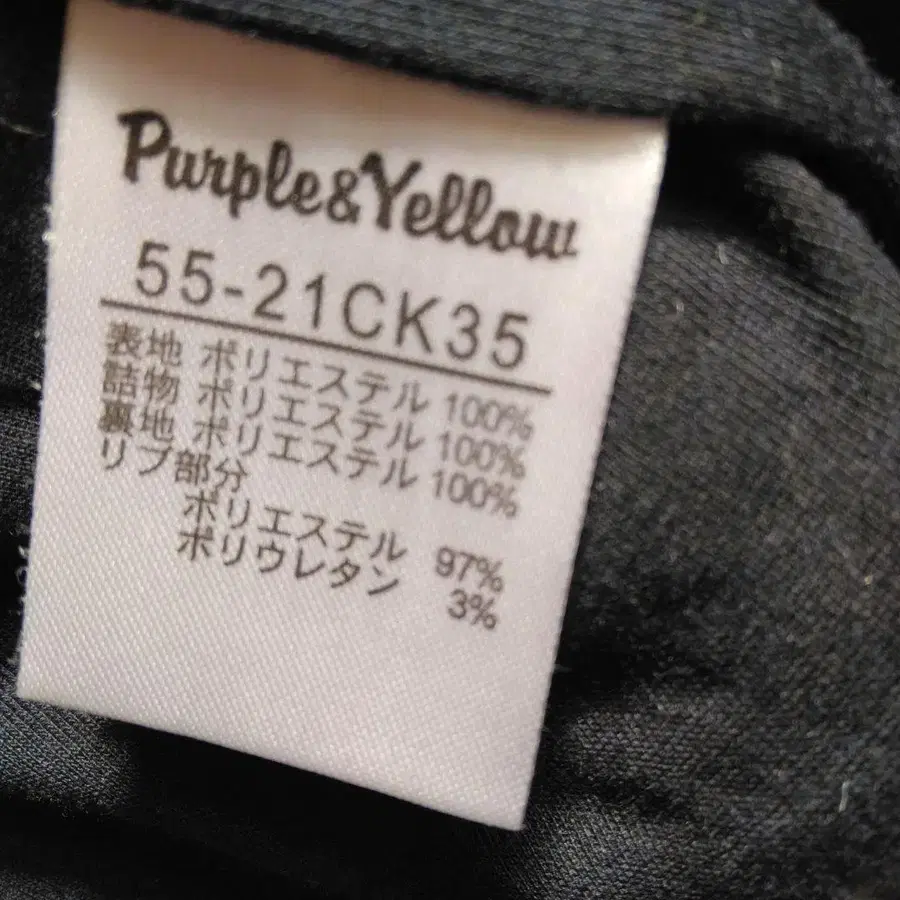 Purple&Yellow
55-21CK35
表地 ポリエステル 100%
詰物 ポリエステル 100%
裏地 ポリエステル 100%
リブ部分
ポリエステル 97%
ポリウレタン 3%